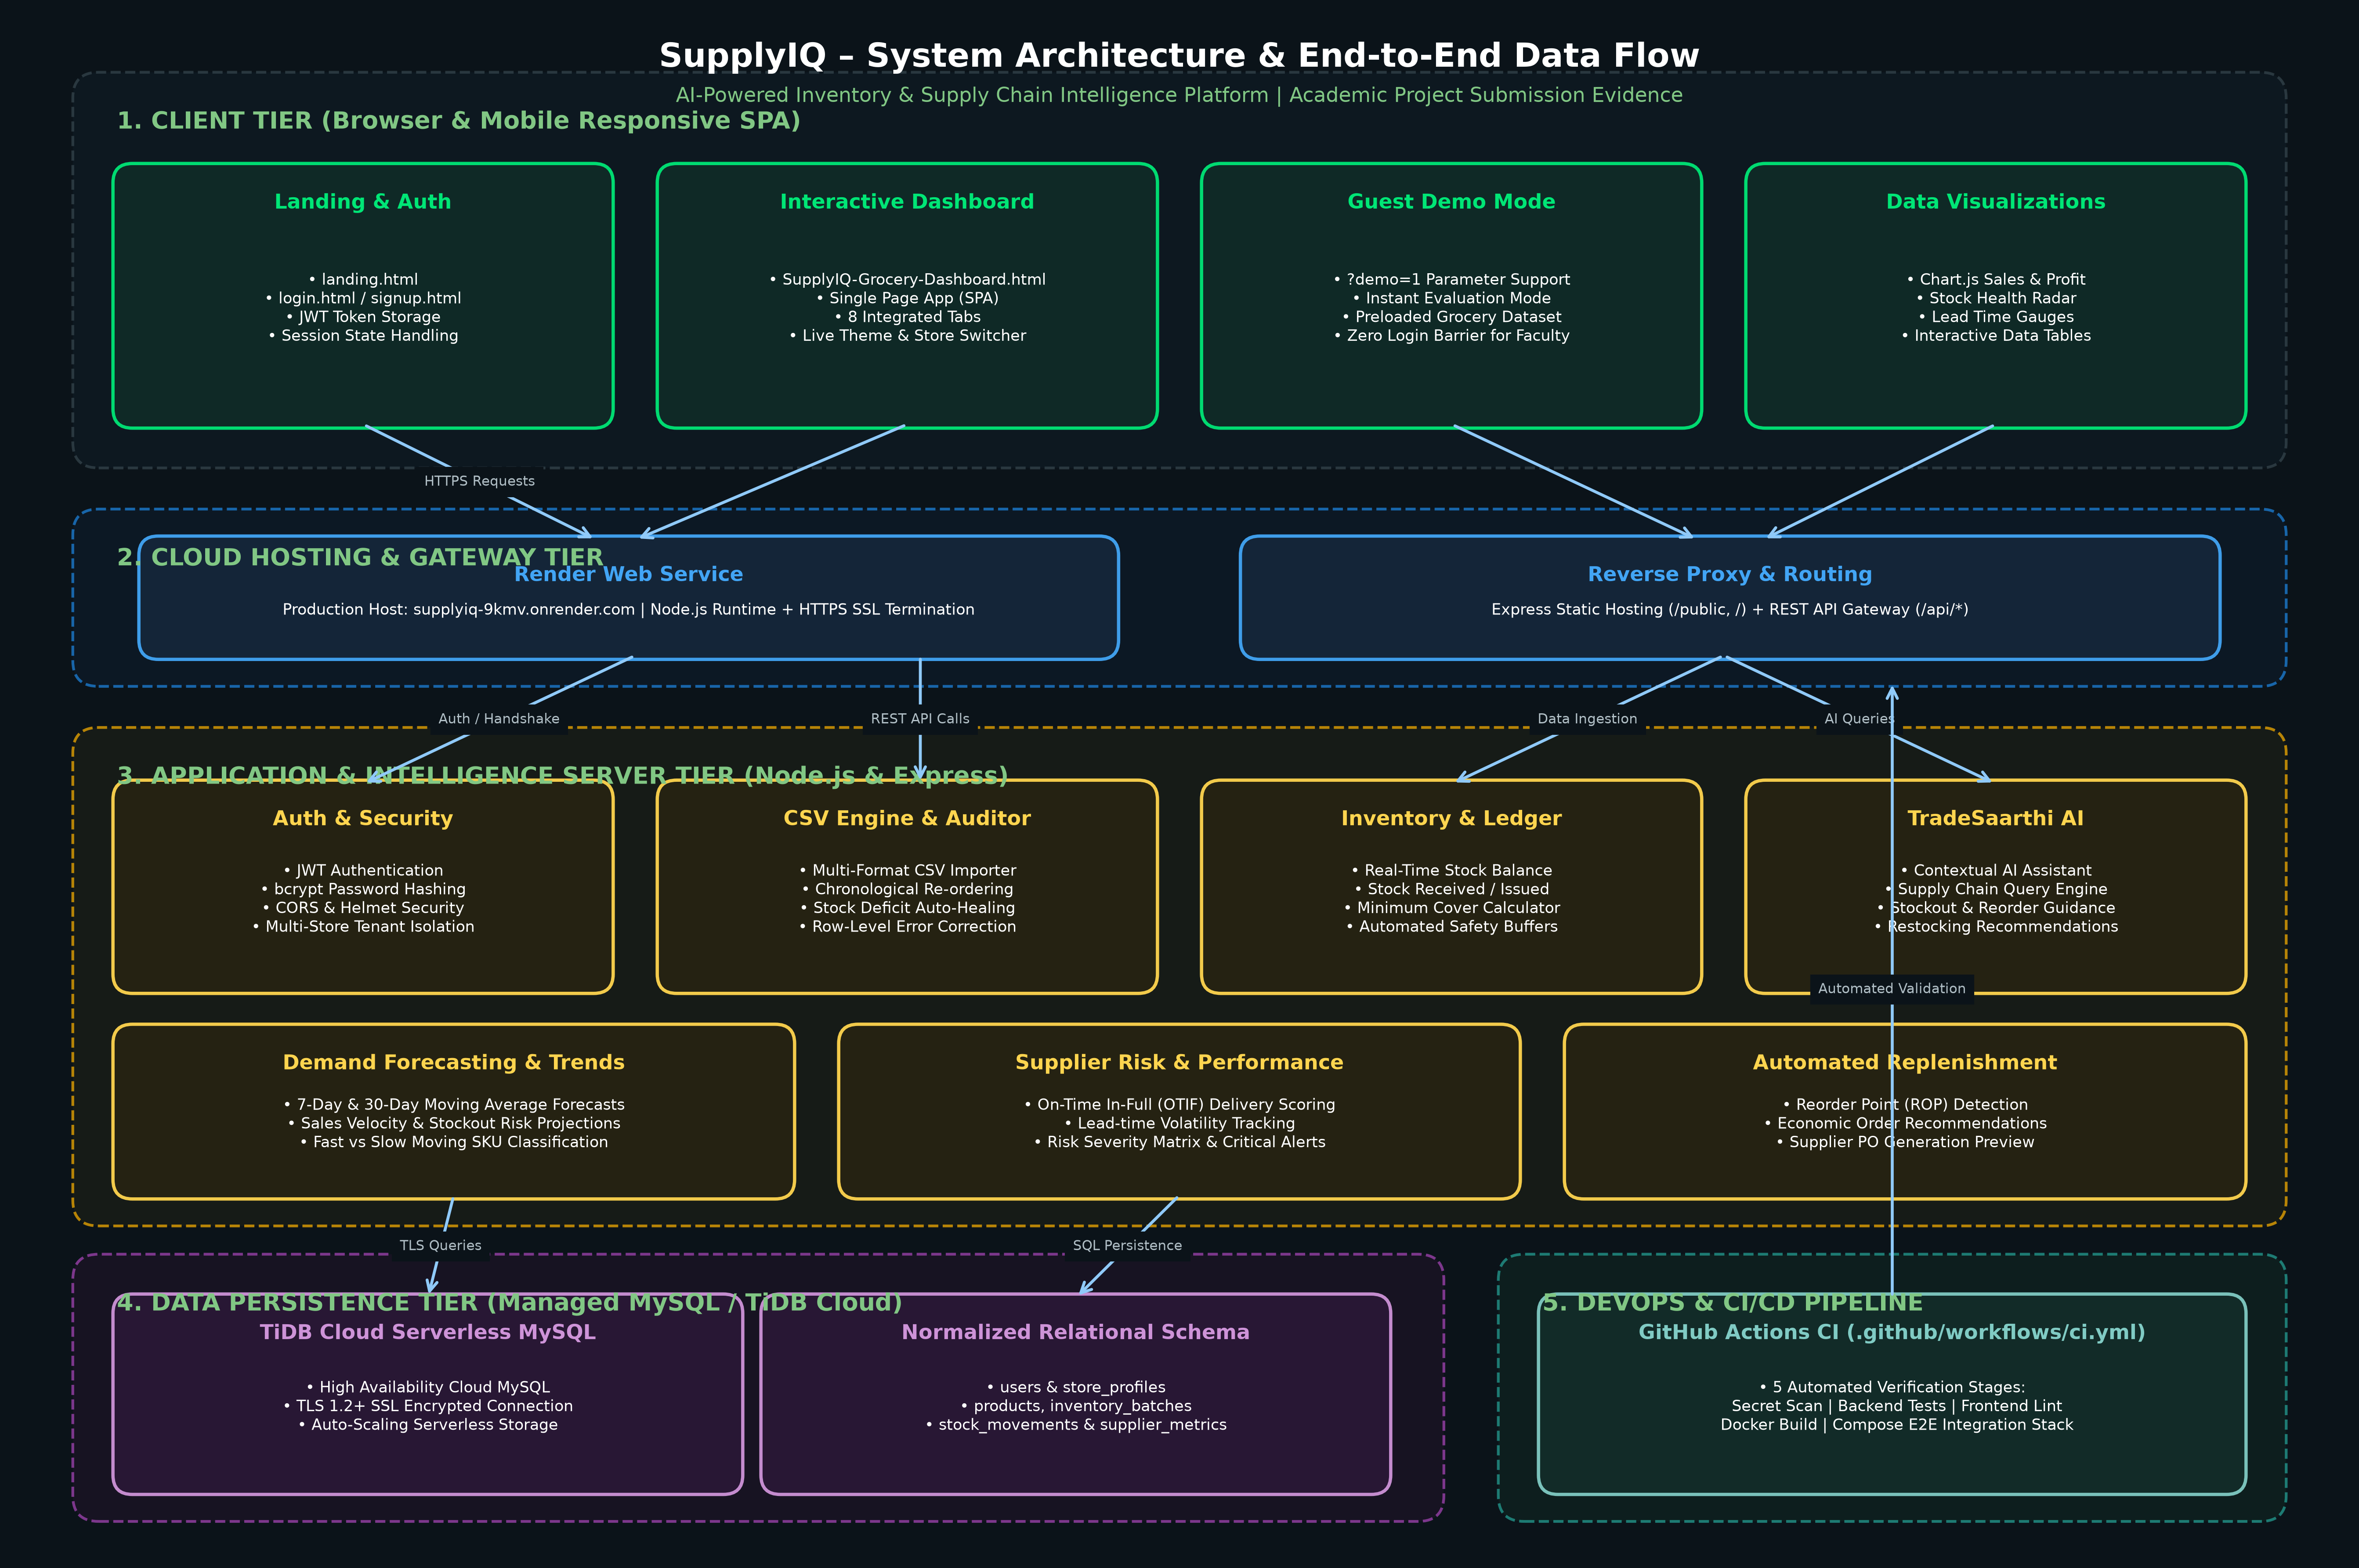 SupplyIQ – System Architecture & End-to-End Data Flow
AI-Powered Inventory & Supply Chain Intelligence Platform | Academic Project Submission Evidence
1. CLIENT TIER (Browser & Mobile Responsive SPA)
Landing & Auth
• landing.html
• login.html / signup.html
• JWT Token Storage
• Session State Handling
Interactive Dashboard
• SupplyIQ-Grocery-Dashboard.html
• Single Page App (SPA)
• 8 Integrated Tabs
• Live Theme & Store Switcher
Guest Demo Mode
• ?demo=1 Parameter Support
• Instant Evaluation Mode
• Preloaded Grocery Dataset
• Zero Login Barrier for Faculty
Data Visualizations
• Chart.js Sales & Profit
• Stock Health Radar
• Lead Time Gauges
• Interactive Data Tables
HTTPS Requests
2. CLOUD HOSTING & GATEWAY TIER
Render Web Service
Production Host: supplyiq-9kmv.onrender.com | Node.js Runtime + HTTPS SSL Termination
Reverse Proxy & Routing
Express Static Hosting (/public, /) + REST API Gateway (/api/*)
Auth / Handshake
REST API Calls
Data Ingestion
AI Queries
3. APPLICATION & INTELLIGENCE SERVER TIER (Node.js & Express)
Auth & Security
• JWT Authentication
• bcrypt Password Hashing
• CORS & Helmet Security
• Multi-Store Tenant Isolation
CSV Engine & Auditor
• Multi-Format CSV Importer
• Chronological Re-ordering
• Stock Deficit Auto-Healing
• Row-Level Error Correction
Inventory & Ledger
• Real-Time Stock Balance
• Stock Received / Issued
• Minimum Cover Calculator
• Automated Safety Buffers
TradeSaarthi AI
• Contextual AI Assistant
• Supply Chain Query Engine
• Stockout & Reorder Guidance
• Restocking Recommendations
Automated Validation
Demand Forecasting & Trends
• 7-Day & 30-Day Moving Average Forecasts
• Sales Velocity & Stockout Risk Projections
• Fast vs Slow Moving SKU Classification
Supplier Risk & Performance
• On-Time In-Full (OTIF) Delivery Scoring
• Lead-time Volatility Tracking
• Risk Severity Matrix & Critical Alerts
Automated Replenishment
• Reorder Point (ROP) Detection
• Economic Order Recommendations
• Supplier PO Generation Preview
TLS Queries
SQL Persistence
4. DATA PERSISTENCE TIER (Managed MySQL / TiDB Cloud)
TiDB Cloud Serverless MySQL
• High Availability Cloud MySQL
• TLS 1.2+ SSL Encrypted Connection
• Auto-Scaling Serverless Storage
Normalized Relational Schema
• users & store_profiles
• products, inventory_batches
• stock_movements & supplier_metrics
5. DEVOPS & CI/CD PIPELINE
GitHub Actions CI (.github/workflows/ci.yml)
• 5 Automated Verification Stages:
Secret Scan | Backend Tests | Frontend Lint
Docker Build | Compose E2E Integration Stack